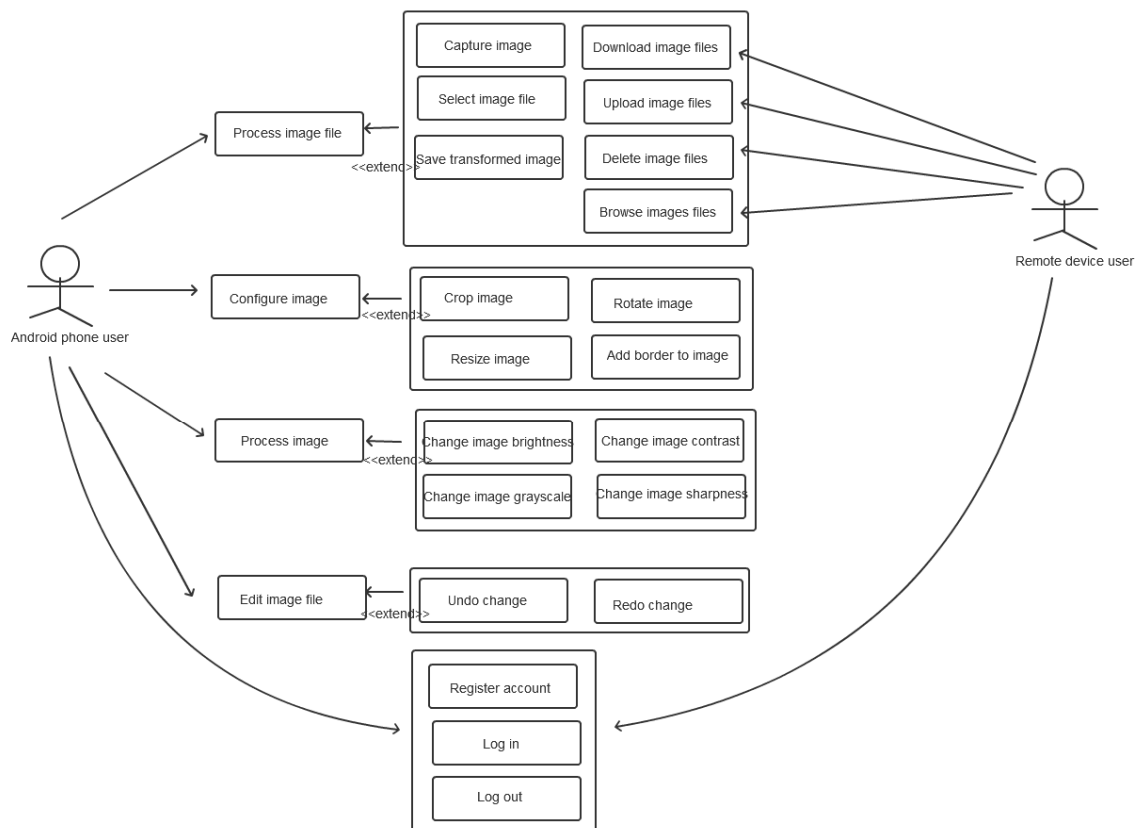 Capture image
Download image files
Select image file
Upload image files
Process image file
<<extend>>
Save transformed image
Delete image files
Browse images files
Remote device user
Android phone user
Configure image
<<extend>>
Crop image
Rotate image
Resize image
Add border to image
Process image
<<extend>>
Change image brightness
Change image contrast
Change image grayscale
Change image sharpness
Edit image file
<<extend>>
Undo change
Redo change
Register account
Log in
Log out